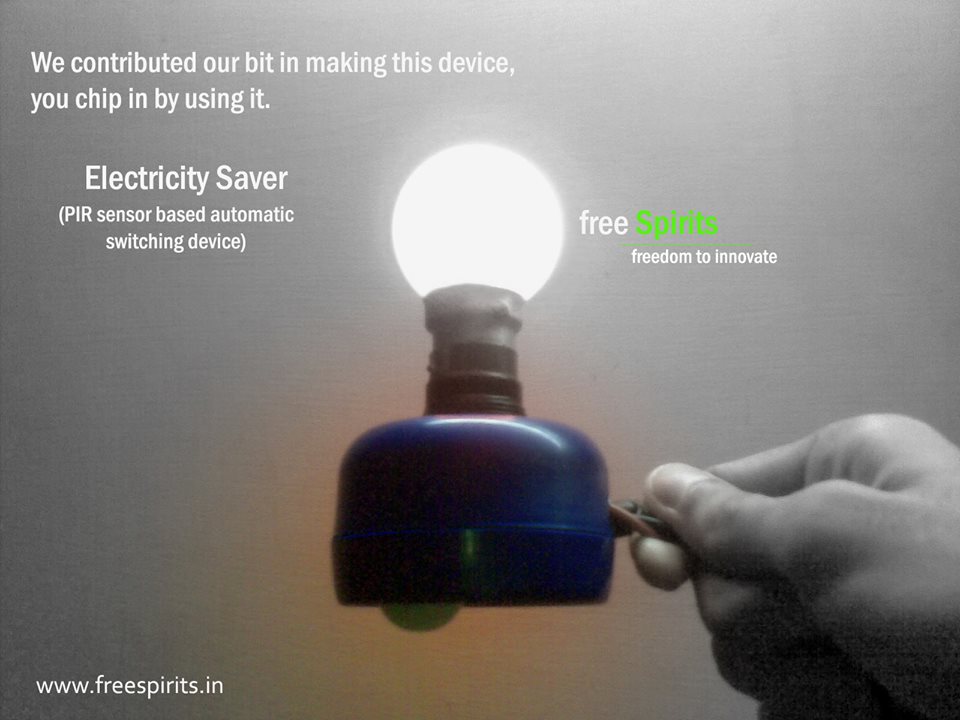 We contributed our bit in making this device,
you chip in by using it.
Electricity Saver
(PIR sensor based automatic
switching device)
free Spirits
freedom to innovate
www.freespirits.in